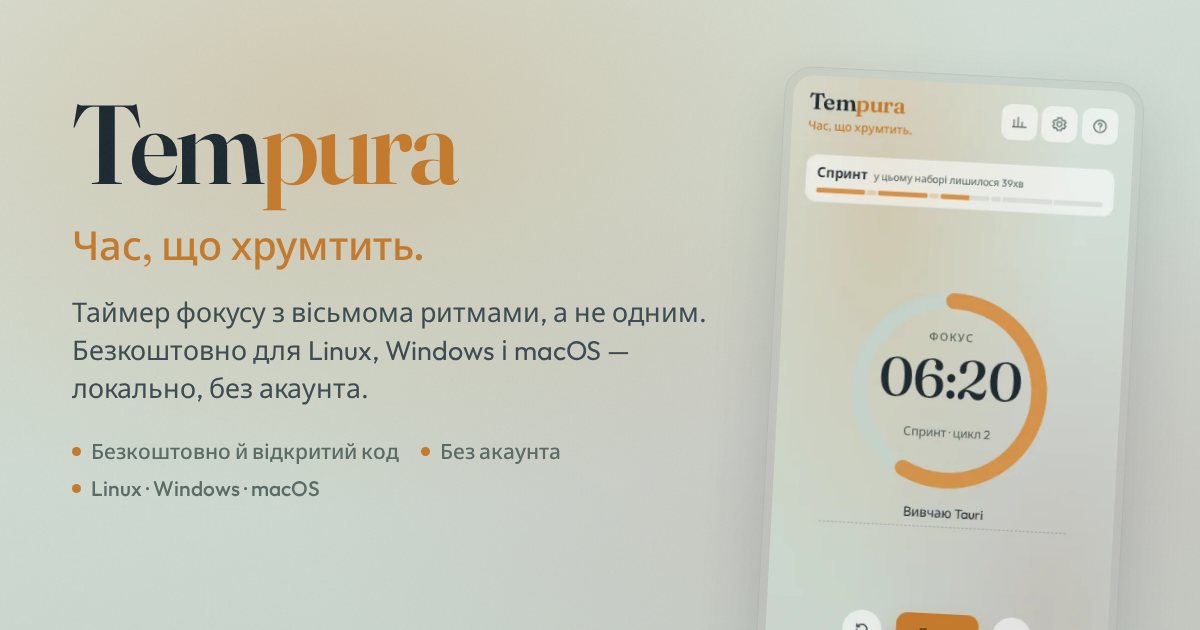 Tempura
Час, що хрумтить.
Таймер фокусу з вісьмома ритмами, а не одним.
Безкоштовно для Linux, Windows і macOS —
локально, без акаунта.
Безкоштовно й відкритий код
Без акаунта
Linux · Windows · macOS
Tempura
Час, що хрумтить.
Спринт у цьому наборі лишилося 39хв
ФОКУС
06:20
Спринт · цикл 2
Вивчаю Tauri